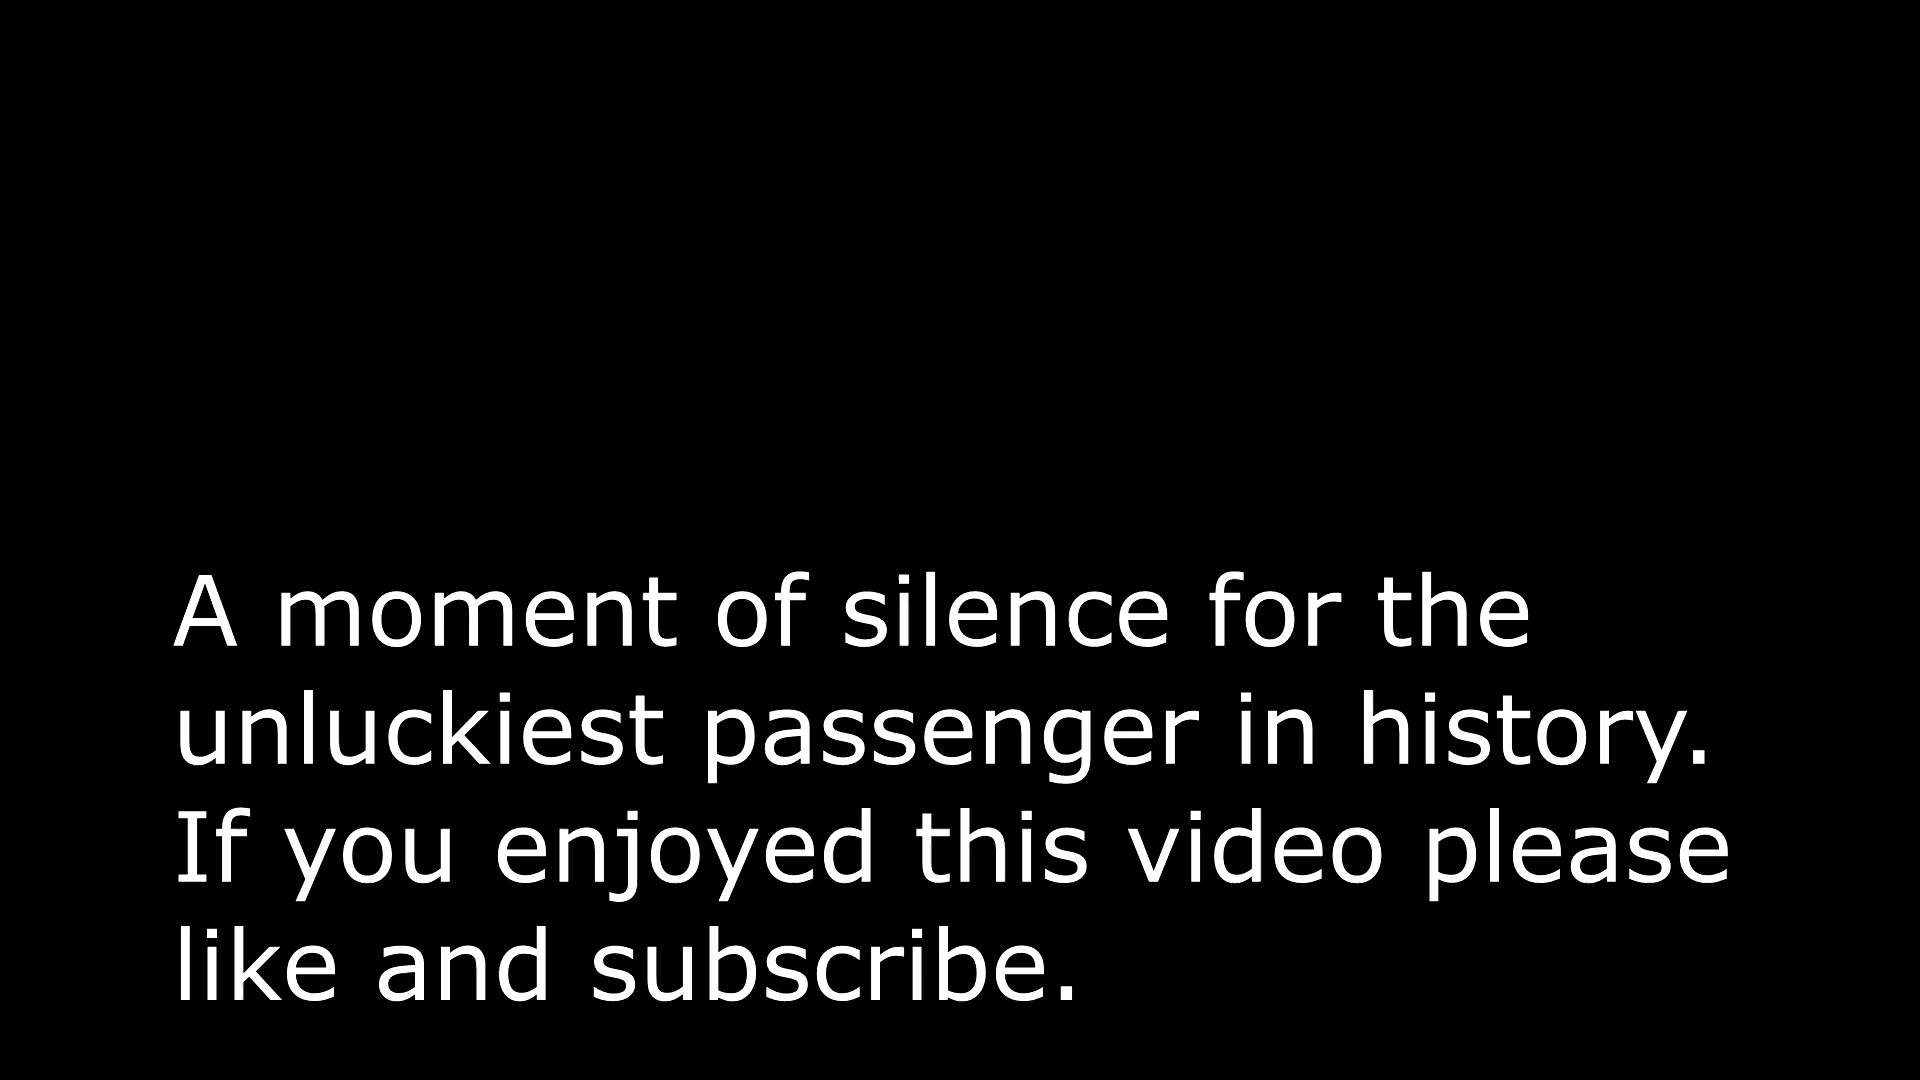 A moment of silence for the
unluckiest passenger in history.
If you enjoyed this video please
like and subscribe.